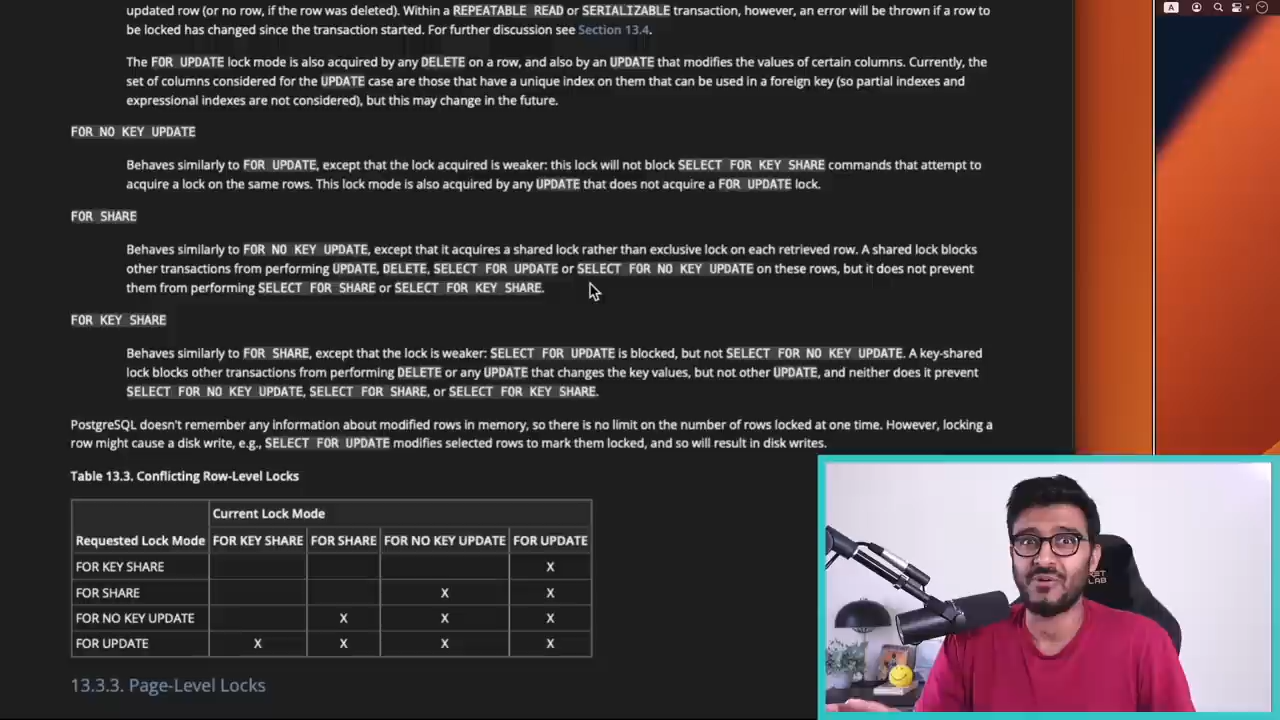 updated row (or no row, if the row was deleted). Within a REPEATABLE READ or SERIALIZABLE transaction, however, an error will be thrown if a row to
be locked has changed since the transaction started. For further discussion see Section 13.4.
The FOR UPDATE lock mode is also acquired by any DELETE on a row, and also by an UPDATE that modifies the values of certain columns. Currently, the
set of columns considered for the UPDATE case are those that have a unique index on them that can be used in a foreign key (so partial indexes and
expressional indexes are not considered), but this may change in the future.
FOR NO KEY UPDATE
Behaves similarly to FOR UPDATE, except that the lock acquired is weaker: this lock will not block SELECT FOR KEY SHARE commands that attempt to
acquire a lock on the same rows. This lock mode is also acquired by any UPDATE that does not acquire a FOR UPDATE lock.
FOR SHARE
Behaves similarly to FOR NO KEY UPDATE, except that it acquires a shared lock rather than exclusive lock on each retrieved row. A shared lock blocks
other transactions from performing UPDATE, DELETE, SELECT FOR UPDATE or SELECT FOR NO KEY UPDATE on these rows, but it does not prevent
them from performing SELECT FOR SHARE or SELECT FOR KEY SHARE.
FOR KEY SHARE
Behaves similarly to FOR SHARE, except that the lock is weaker: SELECT FOR UPDATE is blocked, but not SELECT FOR NO KEY UPDATE. A key-shared
lock blocks other transactions from performing DELETE or any UPDATE that changes the key values, but not other UPDATE, and neither does it prevent
SELECT FOR NO KEY UPDATE, SELECT FOR SHARE, or SELECT FOR KEY SHARE.
PostgreSQL doesn't remember any information about modified rows in memory, so there is no limit on the number of rows locked at one time. However, locking a
row might cause a disk write, e.g., SELECT FOR UPDATE modifies selected rows to mark them locked, and so will result in disk writes.
Table 13.3. Conflicting Row-Level Locks
Current Lock Mode
Requested Lock Mode FOR KEY SHARE FOR SHARE FOR NO KEY UPDATE FOR UPDATE
FOR KEY SHARE X
FOR SHARE X X
FOR NO KEY UPDATE X X X
FOR UPDATE X X X X
13.3.3. Page-Level Locks
A